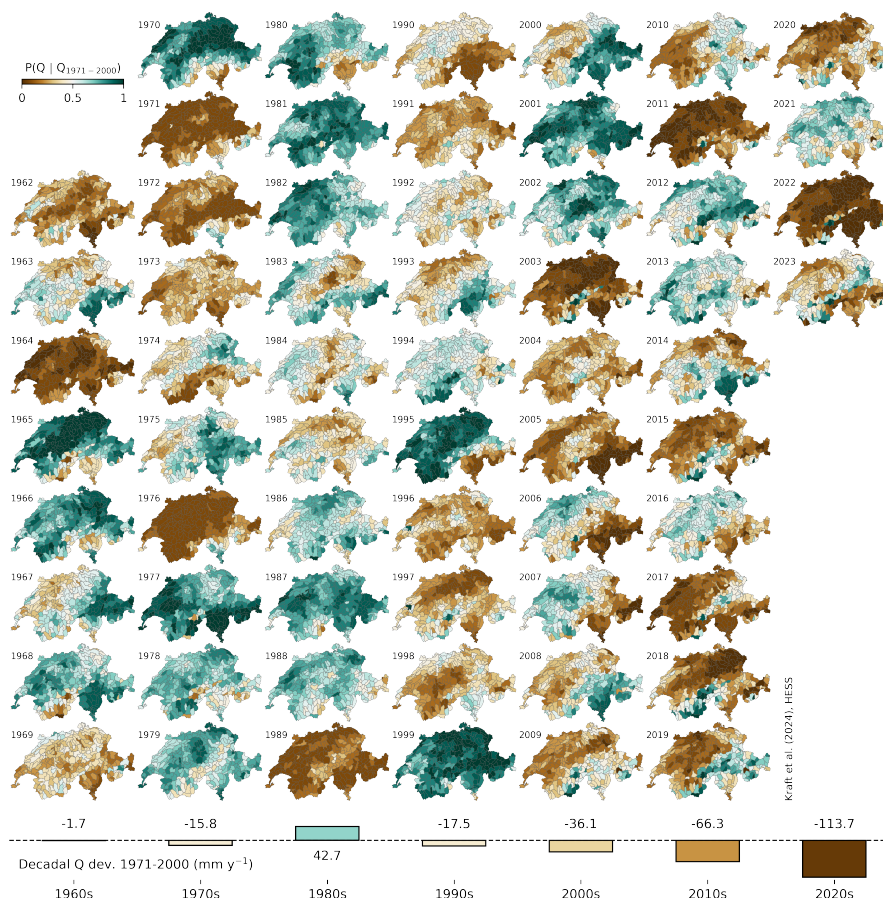 1970 1980 1990 2000 2010 2020
P(Q | Q1971−2000)
0 0.5 1
1971 1981 1991 2001 2011 2021
1962 1972 1982 1992 2002 2012 2022
1963 1973 1983 1993 2003 2013 2023
1964 1974 1984 1994 2004 2014
1965 1975 1985 1995 2005 2015
1966 1976 1986 1996 2006 2016
1967 1977 1987 1997 2007 2017
1968 1978 1988 1998 2008 2018
1969 1979 1989 1999 2009 2019
Kraft et al. (2024), HESS
-1.7 -15.8 -17.5 -36.1 -66.3 -113.7
42.7
Decadal Q dev. 1971-2000 (mm y−1)
1960s 1970s 1980s 1990s 2000s 2010s 2020s